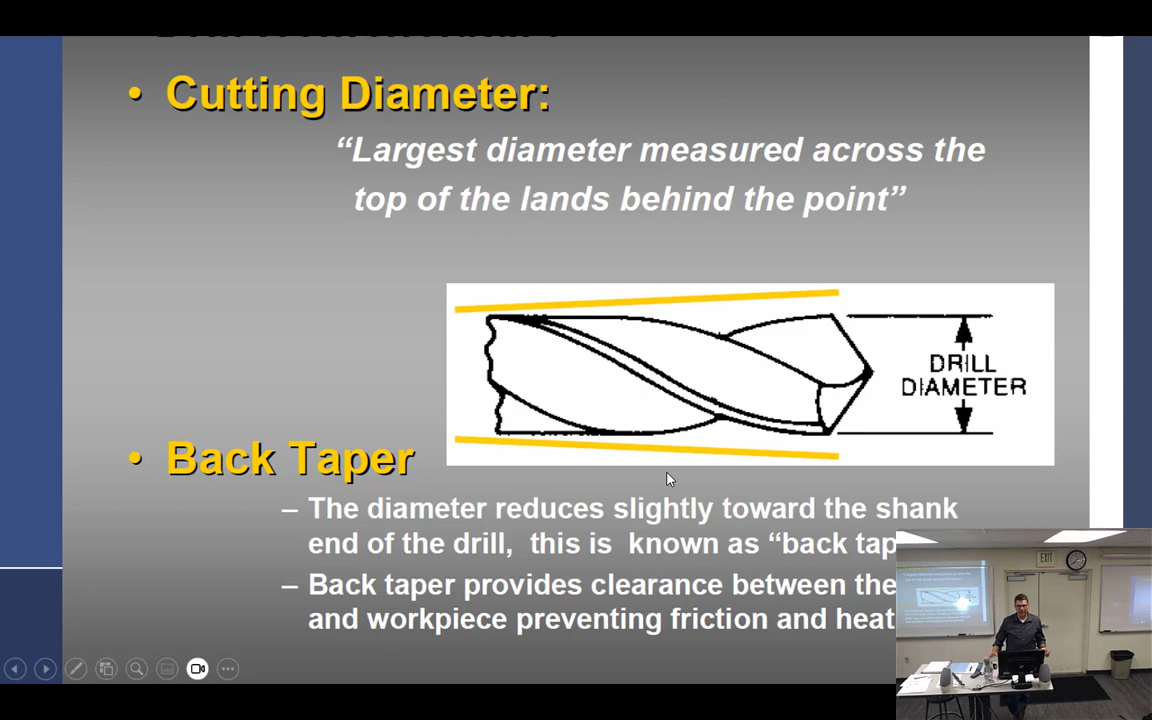 • Cutting Diameter:
“Largest diameter measured across the
top of the lands behind the point”
DRILL
DIAMETER
• Back Taper
– The diameter reduces slightly toward the shank
end of the drill, this is known as “back tap
– Back taper provides clearance between the
and workpiece preventing friction and heat
EXIT